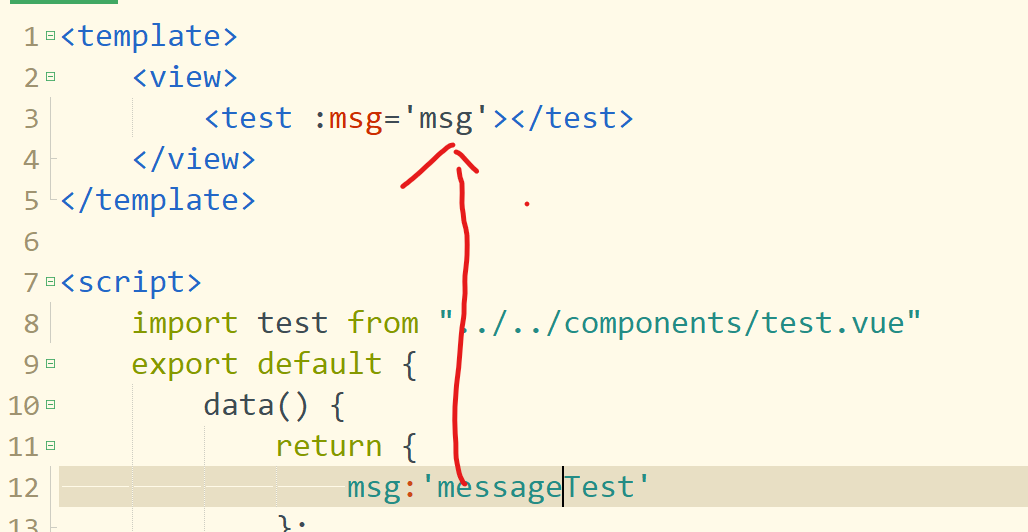 1 <template>
2 <view>
3 <test :msg='msg'></test>
4 </view>
5 </template>
6
7 <script>
8 import test from "../../components/test.vue"
9 export default {
10 data() {
11 return {
12 msg:'messageTest'
13 };